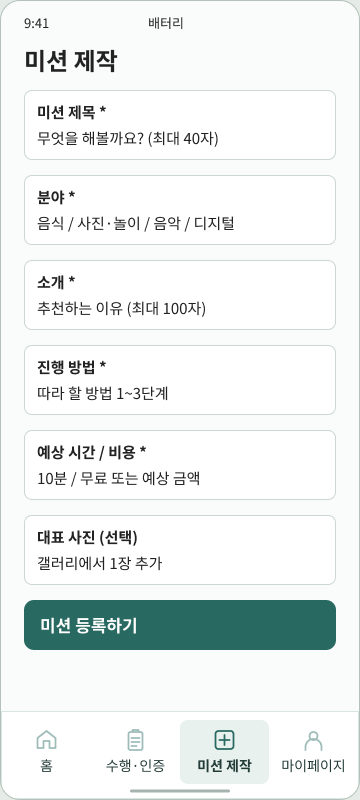 9:41 배터리
미션 제작
미션 제목 *
무엇을 해볼까요? (최대 40자)
분야 *
음식 / 사진·놀이 / 음악 / 디지털
소개 *
추천하는 이유 (최대 100자)
진행 방법 *
따라 할 방법 1~3단계
예상 시간 / 비용 *
10분 / 무료 또는 예상 금액
대표 사진 (선택)
갤러리에서 1장 추가
미션 등록하기
홈 수행·인증 미션 제작 마이페이지